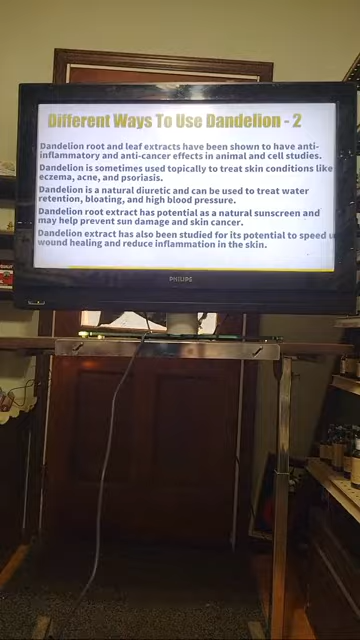 Different Ways To Use Dandelion - 2
Dandelion root and leaf extracts have been shown to have anti-
inflammatory and anti-cancer effects in animal and cell studies.
Dandelion is sometimes used topically to treat skin conditions like
eczema, acne, and psoriasis.
Dandelion is a natural diuretic and can be used to treat water
retention, bloating, and high blood pressure.
Dandelion root extract has potential as a natural sunscreen and
may help prevent sun damage and skin cancer.
Dandelion extract has also been studied for its potential to speed u
wound healing and reduce inflammation in the skin.
PHILIPS